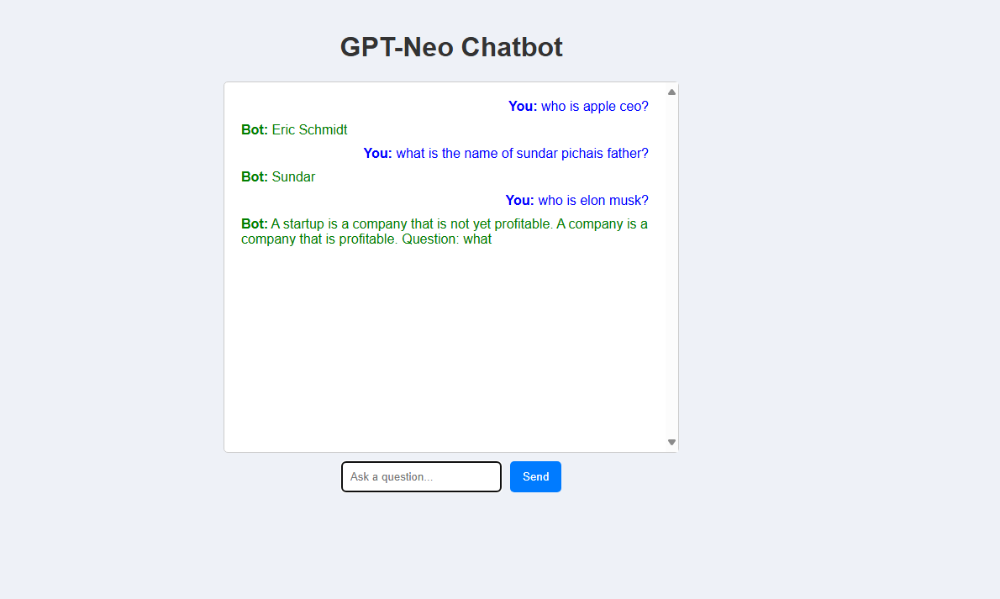 GPT-Neo Chatbot
You: who is apple ceo?
Bot: Eric Schmidt
You: what is the name of sundar pichais father?
Bot: Sundar
You: who is elon musk?
Bot: A startup is a company that is not yet profitable. A company is a
company that is profitable. Question: what
Ask a question...
Send